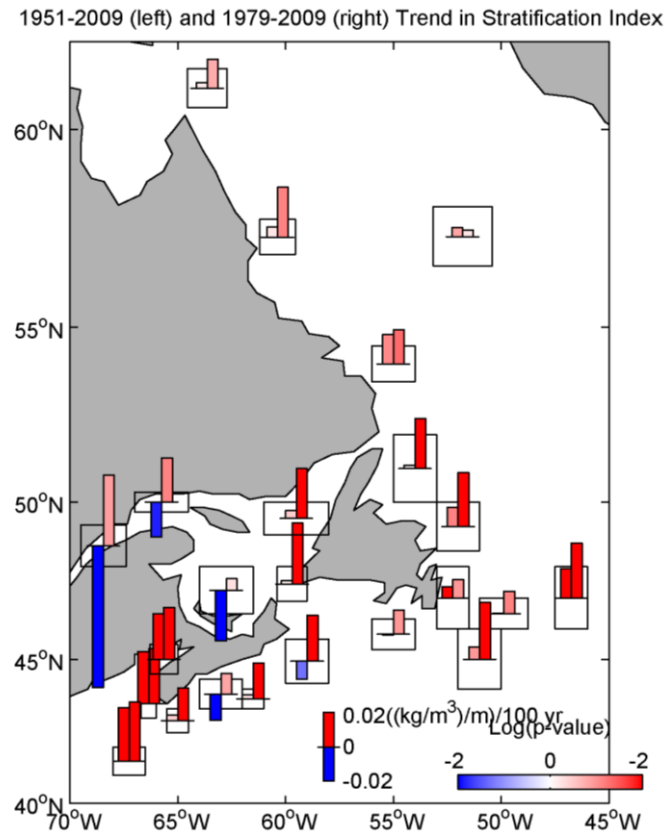 1951-2009 (left) and 1979-2009 (right) Trend in Stratification Index
60°N
55°N
50°N
45°N
40°N
0.02((kg/m³)/m)/100 yr
0
-0.02
Log(p-value)
-2 0 -2
70°W 65°W 60°W 55°W 50°W 45°W